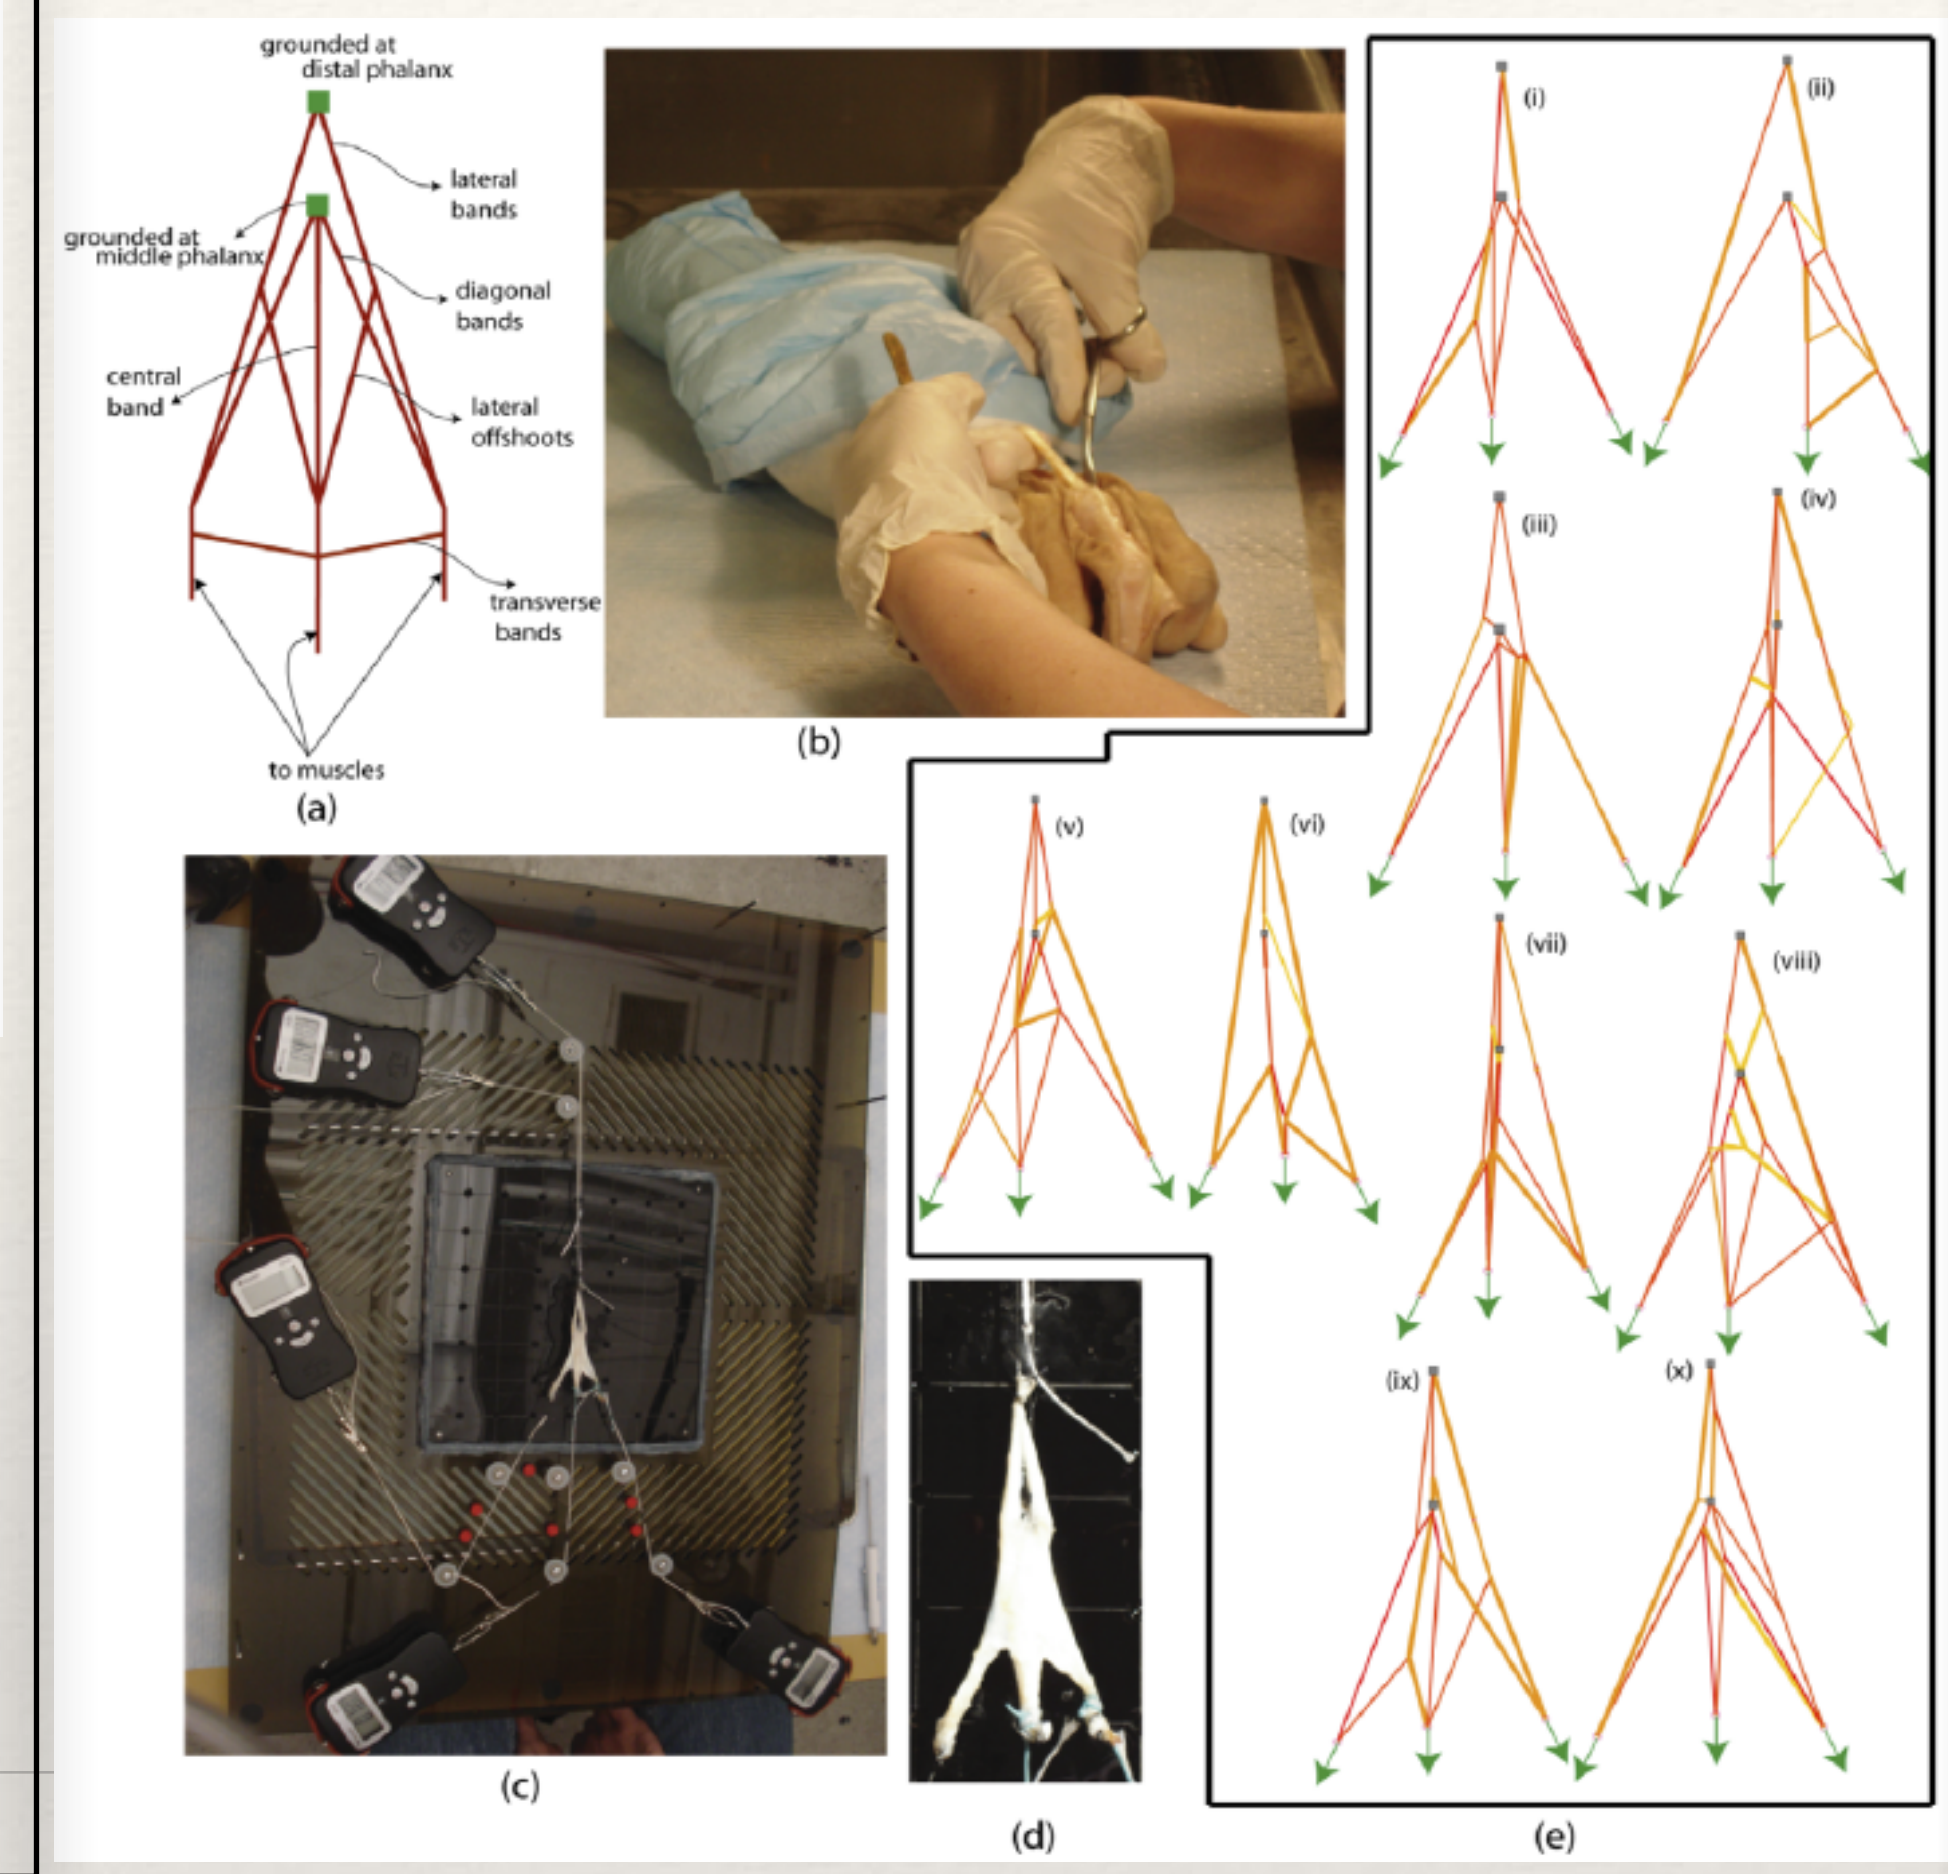 grounded at
distal phalanx
lateral
bands
grounded at
middle phalanx
diagonal
bands
central
band
lateral
offshoots
transverse
bands
to muscles
(a)
(b)
(c)
(d)
(i)
(ii)
(iii)
(iv)
(v)
(vi)
(vii)
(viii)
(ix)
(x)
(e)